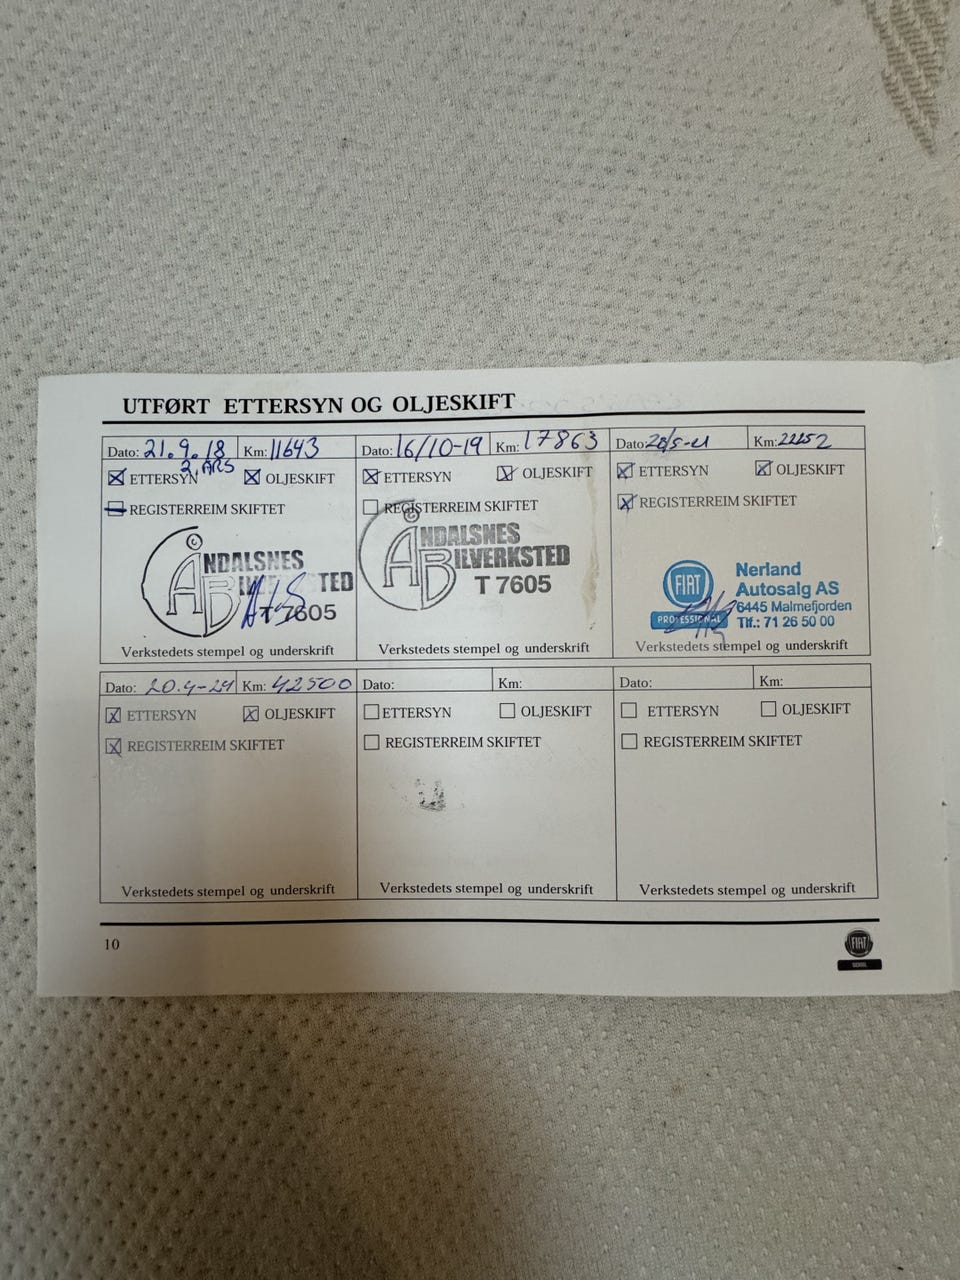 UTFØRT ETTERSYN OG OLJESKIFT
Dato: 21.9.18 Km: 11643
ETTERSYN 2. ÅRS OLJESKIFT
REGISTERREIM SKIFTET
ÅNDALSNES
TED
T 7605
Verkstedets stempel og underskrift
Dato: 16/10-19 Km: 17863
ETTERSYN OLJESKIFT
REGISTERREIM SKIFTET
ÅNDALSNES
BILVERKSTED
T 7605
Verkstedets stempel og underskrift
Dato: Km:
ETTERSYN OLJESKIFT
REGISTERREIM SKIFTET
FIAT
PROFESSIONAL
Nerland
Autosalg AS
6445 Malmefjorden
Tlf.: 71 26 50 00
Verkstedets stempel og underskrift
Dato: 20.4-24 Km: 42500
ETTERSYN OLJESKIFT
REGISTERREIM SKIFTET
Verkstedets stempel og underskrift
Dato: Km:
ETTERSYN OLJESKIFT
REGISTERREIM SKIFTET
Verkstedets stempel og underskrift
Dato: Km:
ETTERSYN OLJESKIFT
REGISTERREIM SKIFTET
Verkstedets stempel og underskrift
10
FIAT